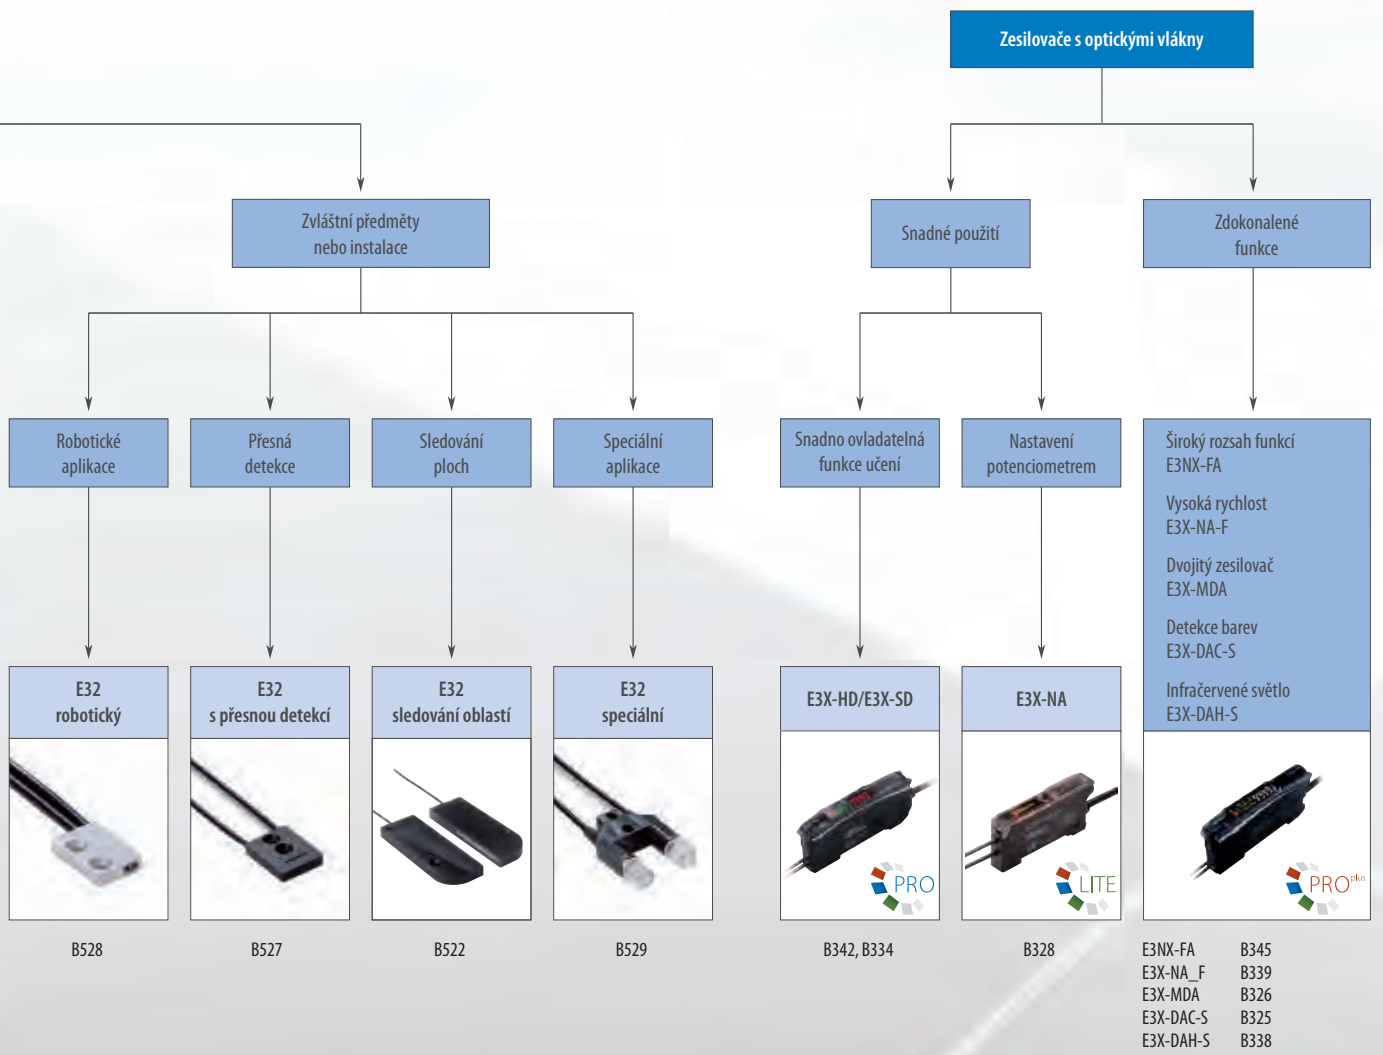 Zesilovače s optickými vlákny
Zvláštní předměty
nebo instalace
Snadné použití
Zdokonalené
funkce
Robotické
aplikace
Přesná
detekce
Sledování
ploch
Speciální
aplikace
Snadno ovladatelná
funkce učení
Nastavení
potenciometrem
Široký rozsah funkcí
E3NX-FA
Vysoká rychlost
E3X-NA-F
Dvojitý zesilovač
E3X-MDA
Detekce barev
E3X-DAC-S
Infračervené světlo
E3X-DAH-S
E32
robotický
E32
s přesnou detekcí
E32
sledování oblastí
E32
speciální
E3X-HD/E3X-SD
E3X-NA
PRO
LITE
PROplus
B528
B527
B522
B529
B342, B334
B328
E3NX-FA B345
E3X-NA_F B339
E3X-MDA B326
E3X-DAC-S B325
E3X-DAH-S B338